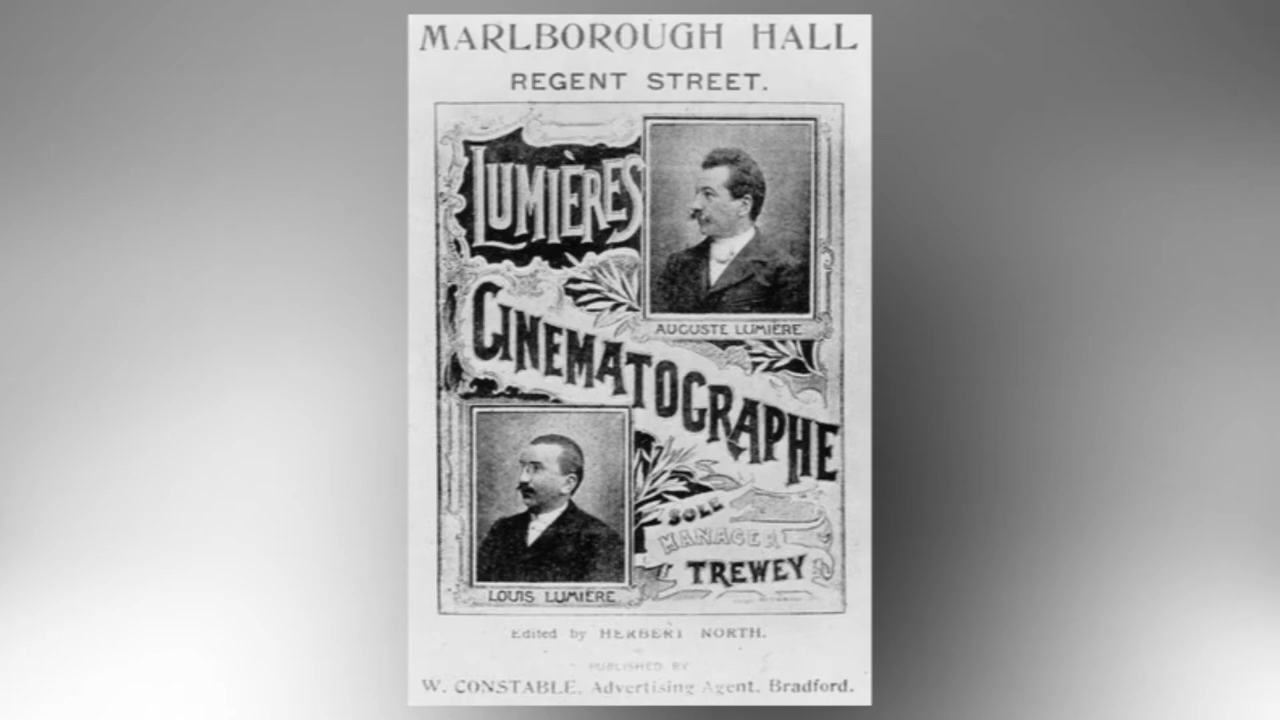 MARLBOROUGH HALL
REGENT STREET.
LUMIÈRES
AUGUSTE LUMIÈRE
CINEMATOGRAPHE
LOUIS LUMIÈRE
SOLE
MANAGER
TREWEY
Edited by HERBERT NORTH.
PUBLISHED BY
W. CONSTABLE, Advertising Agent, Bradford.